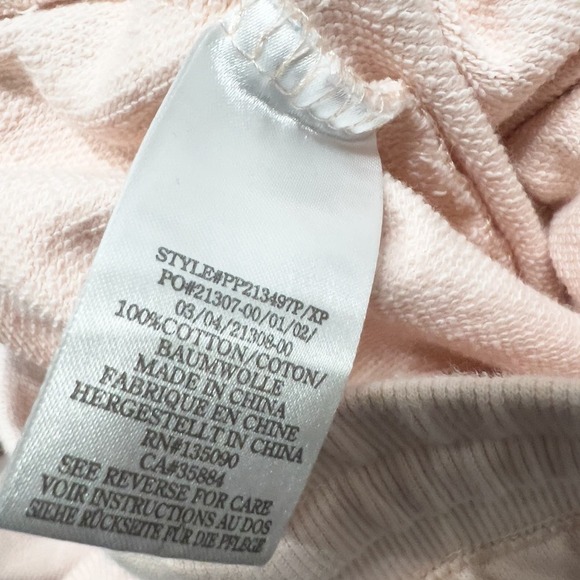 STYLE#PP213497P/XP
PO#21307-00/01/02/
03/04/21308-00
100%COTTON/COTON/
BAUMWOLLE
MADE IN CHINA
FABRIQUE EN CHINE
HERGESTELLT IN CHINA
RN#135090
CA#35884
SEE REVERSE FOR CARE
VOIR INSTRUCTIONS AU DOS
SIEHE RÜCKSEITE FÜR DIE PFLEGE